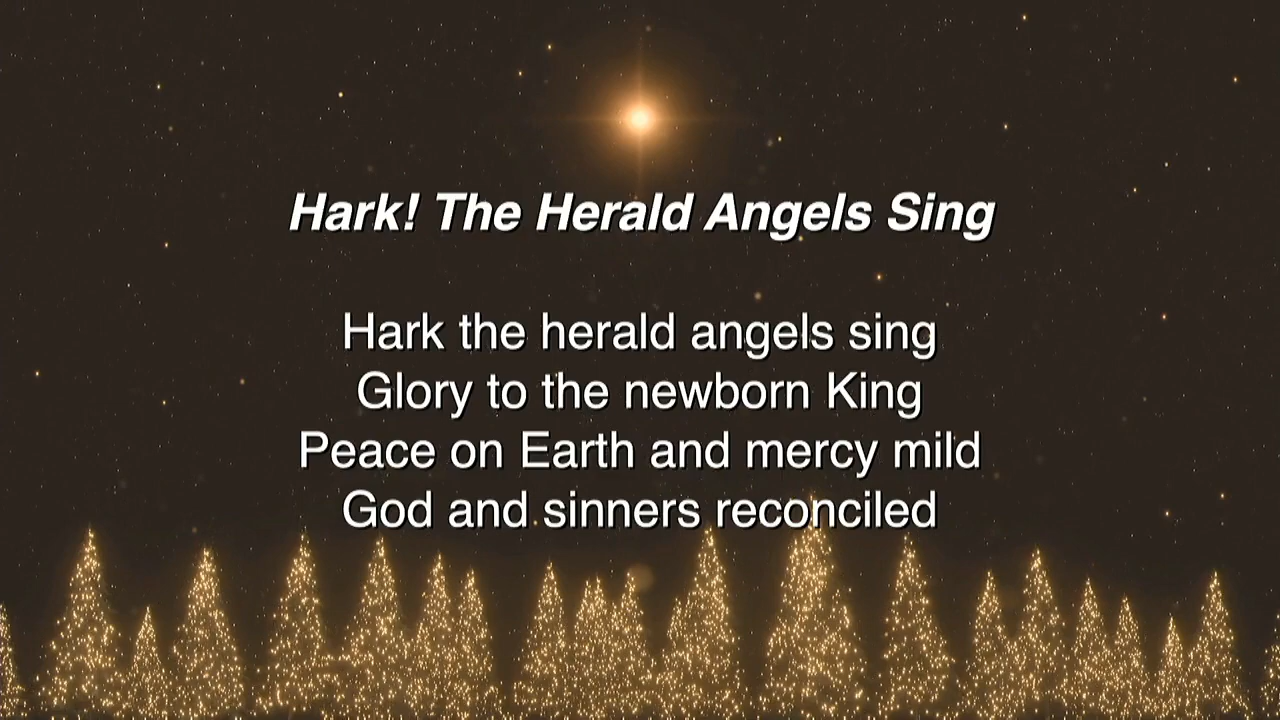 Hark! The Herald Angels Sing
Hark the herald angels sing
Glory to the newborn King
Peace on Earth and mercy mild
God and sinners reconciled